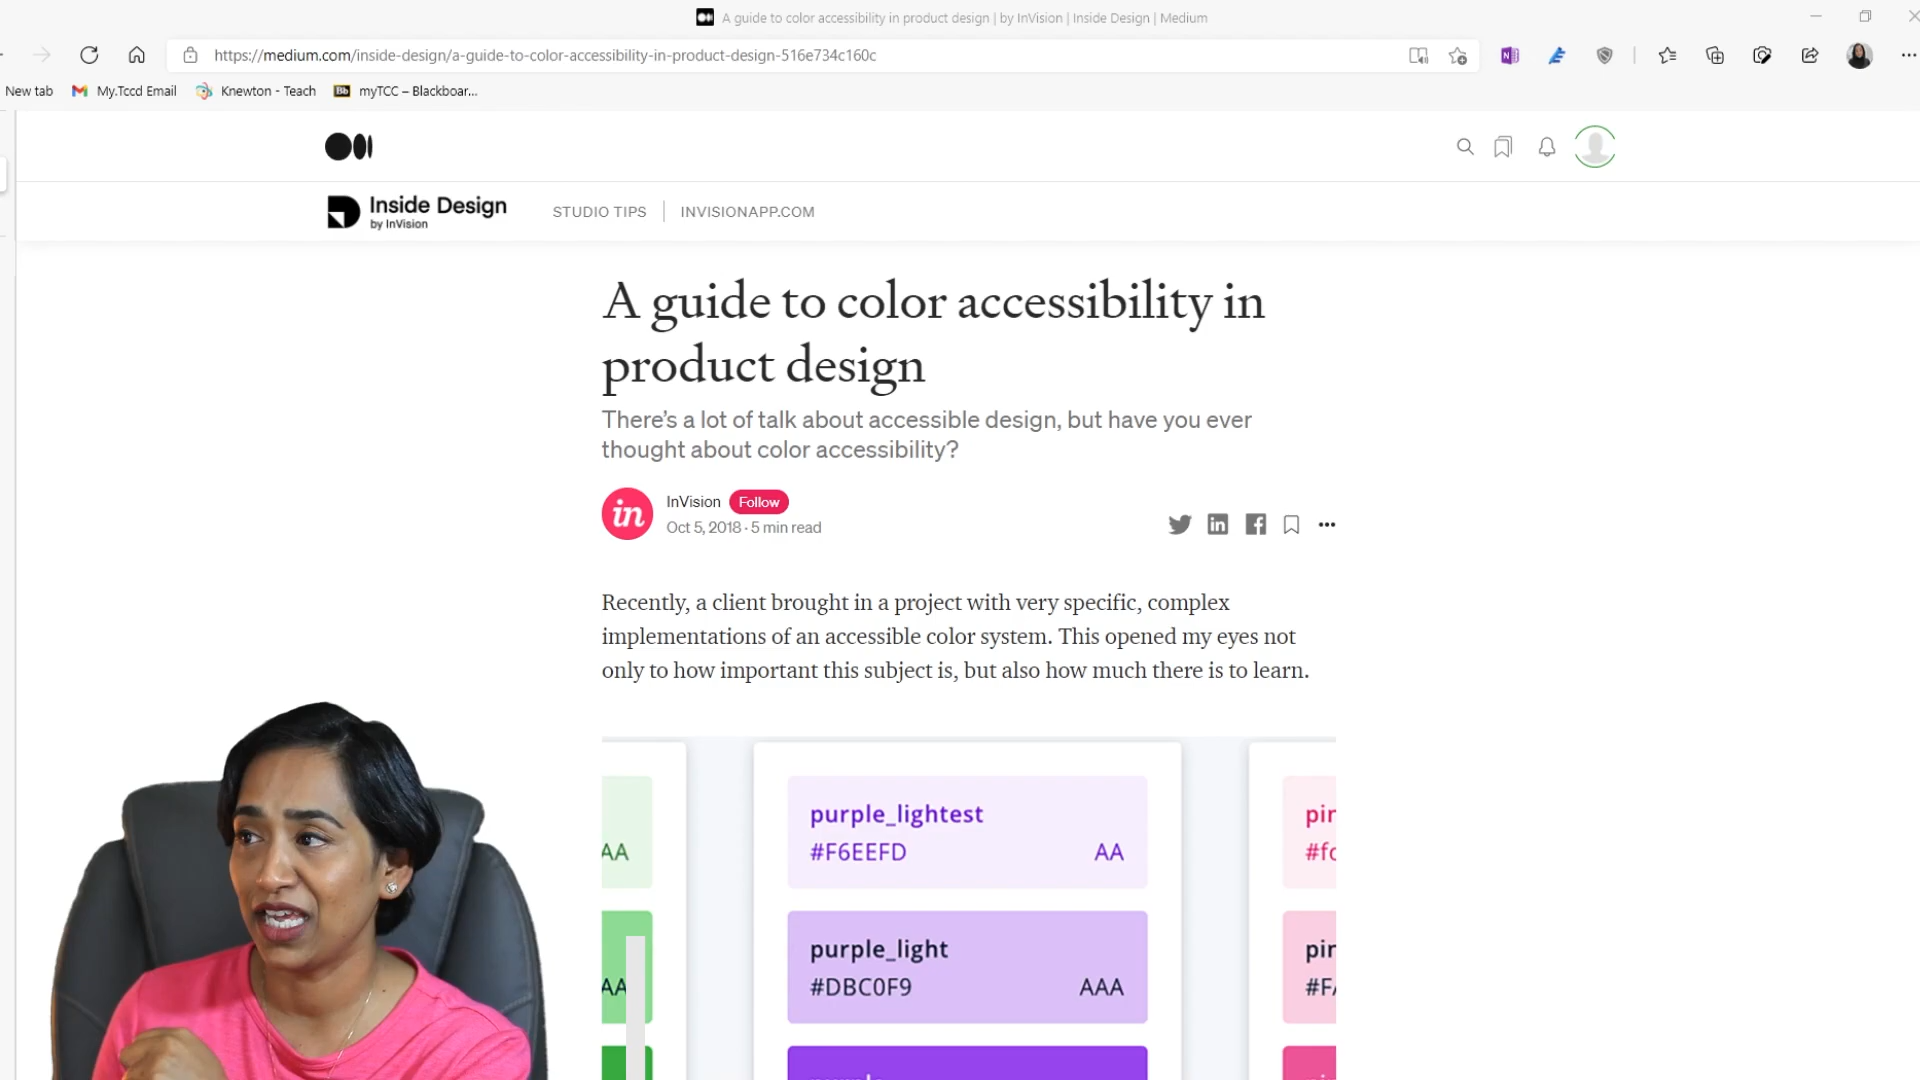 A guide to color accessibility in product design | by InVision | Inside Design | Medium
https://medium.com/inside-design/a-guide-to-color-accessibility-in-product-design-516e734c160c
New tab
My.Tccd Email
Knewton - Teach
Bb
myTCC – Blackboar...
Inside Design
by InVision
STUDIO TIPS
INVISIONAPP.COM
A guide to color accessibility in
product design
There's a lot of talk about accessible design, but have you ever
thought about color accessibility?
in
InVision
Follow
Oct 5, 2018 · 5 min read
in
Recently, a client brought in a project with very specific, complex
implementations of an accessible color system. This opened my eyes not
only to how important this subject is, but also how much there is to learn.
AA
purple_lightest
#F6EEFD
AA
AA
purple_light
#DBC0F9
AAA